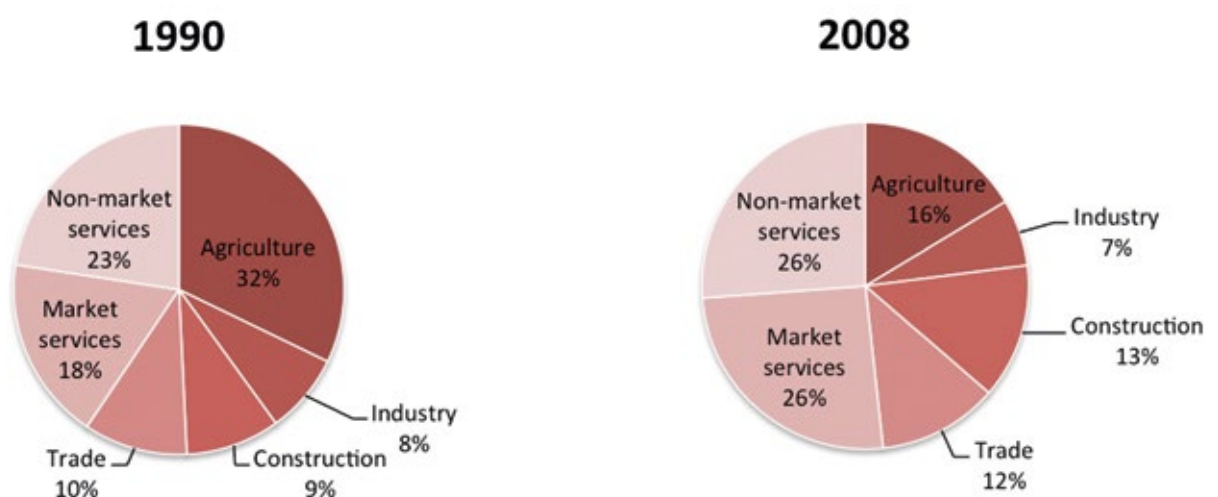 1990
Non-market
services
23%
Agriculture
32%
Market
services
18%
Industry
8%
Trade
10%
Construction
9%
2008
Non-market
services
26%
Agriculture
16%
Industry
7%
Construction
13%
Market
services
26%
Trade
12%